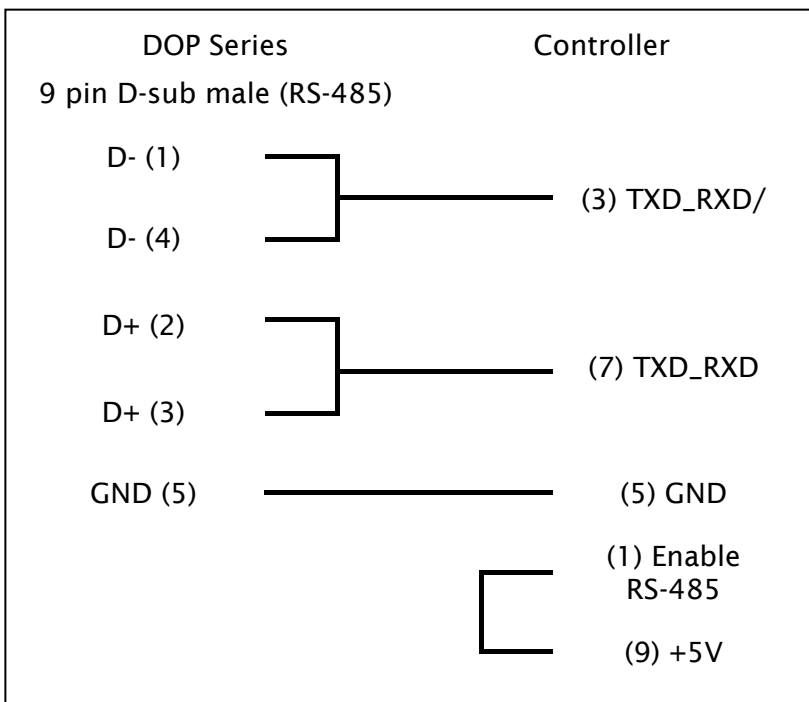 DOP Series Controller
9 pin D-sub male (RS-485)
D- (1)
(3) TXD_RXD/
D- (4)
D+ (2)
(7) TXD_RXD
D+ (3)
GND (5) (5) GND
(1) Enable
RS-485
(9) +5V